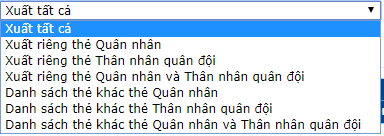 Xuất tất cả
Xuất tất cả
Xuất riêng thẻ Quân nhân
Xuất riêng thẻ Thân nhân quân đội
Xuất riêng thẻ Quân nhân và Thân nhân quân đội
Danh sách thẻ khác thẻ Quân nhân
Danh sách thẻ khác thẻ Thân nhân quân đội
Danh sách thẻ khác thẻ Quân nhân và Thân nhân quân đội